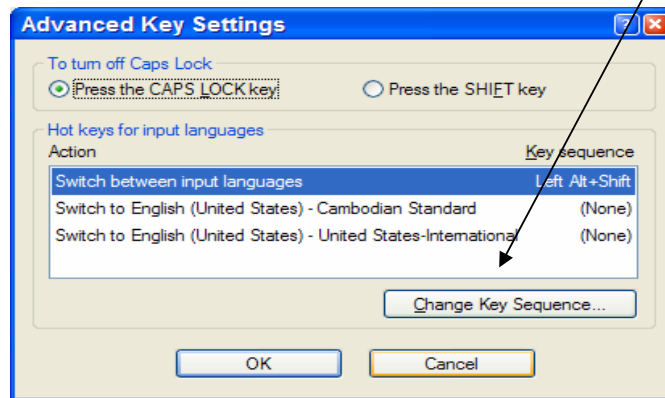 Advanced Key Settings
To turn off Caps Lock
Press the CAPS LOCK key
Press the SHIFT key
Hot keys for input languages
Action Key sequence
Switch between input languages Left Alt+Shift
Switch to English (United States) - Cambodian Standard (None)
Switch to English (United States) - United States-International (None)
Change Key Sequence...
OK Cancel